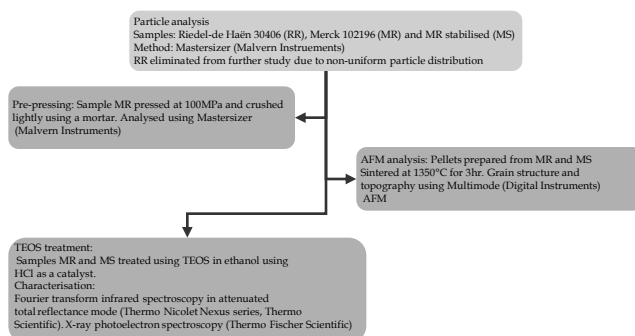 Particle analysis
Samples: Riedel-de Haën 30406 (RR), Merck 102196 (MR) and MR stabilised (MS)
Method: Mastersizer (Malvern Instruements)
RR eliminated from further study due to non-uniform particle distribution
Pre-pressing: Sample MR pressed at 100MPa and crushed
lightly using a mortar. Analysed using Mastersizer
(Malvern Instruments)
AFM analysis: Pellets prepared from MR and MS
Sintered at 1350°C for 3hr. Grain structure and
topography using Multimode (Digital Instruments)
AFM
TEOS treatment:
Samples MR and MS treated using TEOS in ethanol using
HCl as a catalyst.
Characterisation:
Fourier transform infrared spectroscopy in attenuated
total reflectance mode (Thermo Nicolet Nexus series, Thermo
Scientific). X-ray photoelectron spectroscopy (Thermo Fischer Scientific)